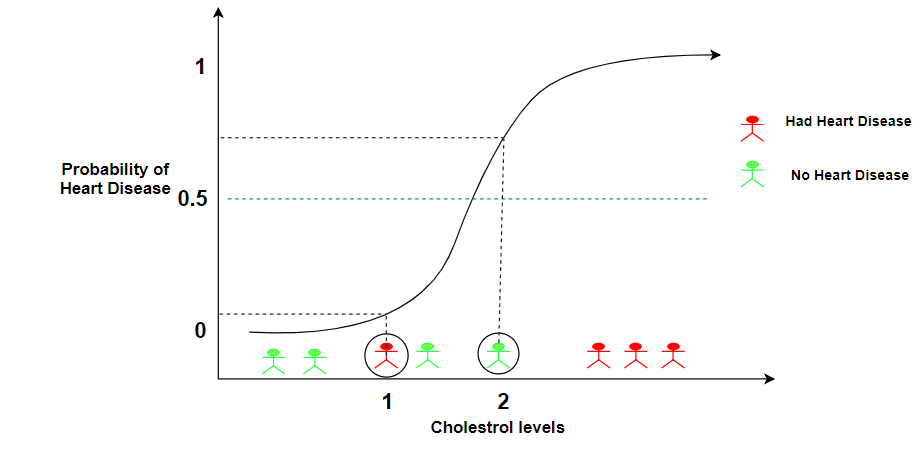 1
Had Heart Disease
Probability of
Heart Disease
No Heart Disease
0.5
0
1
2
Cholestrol levels